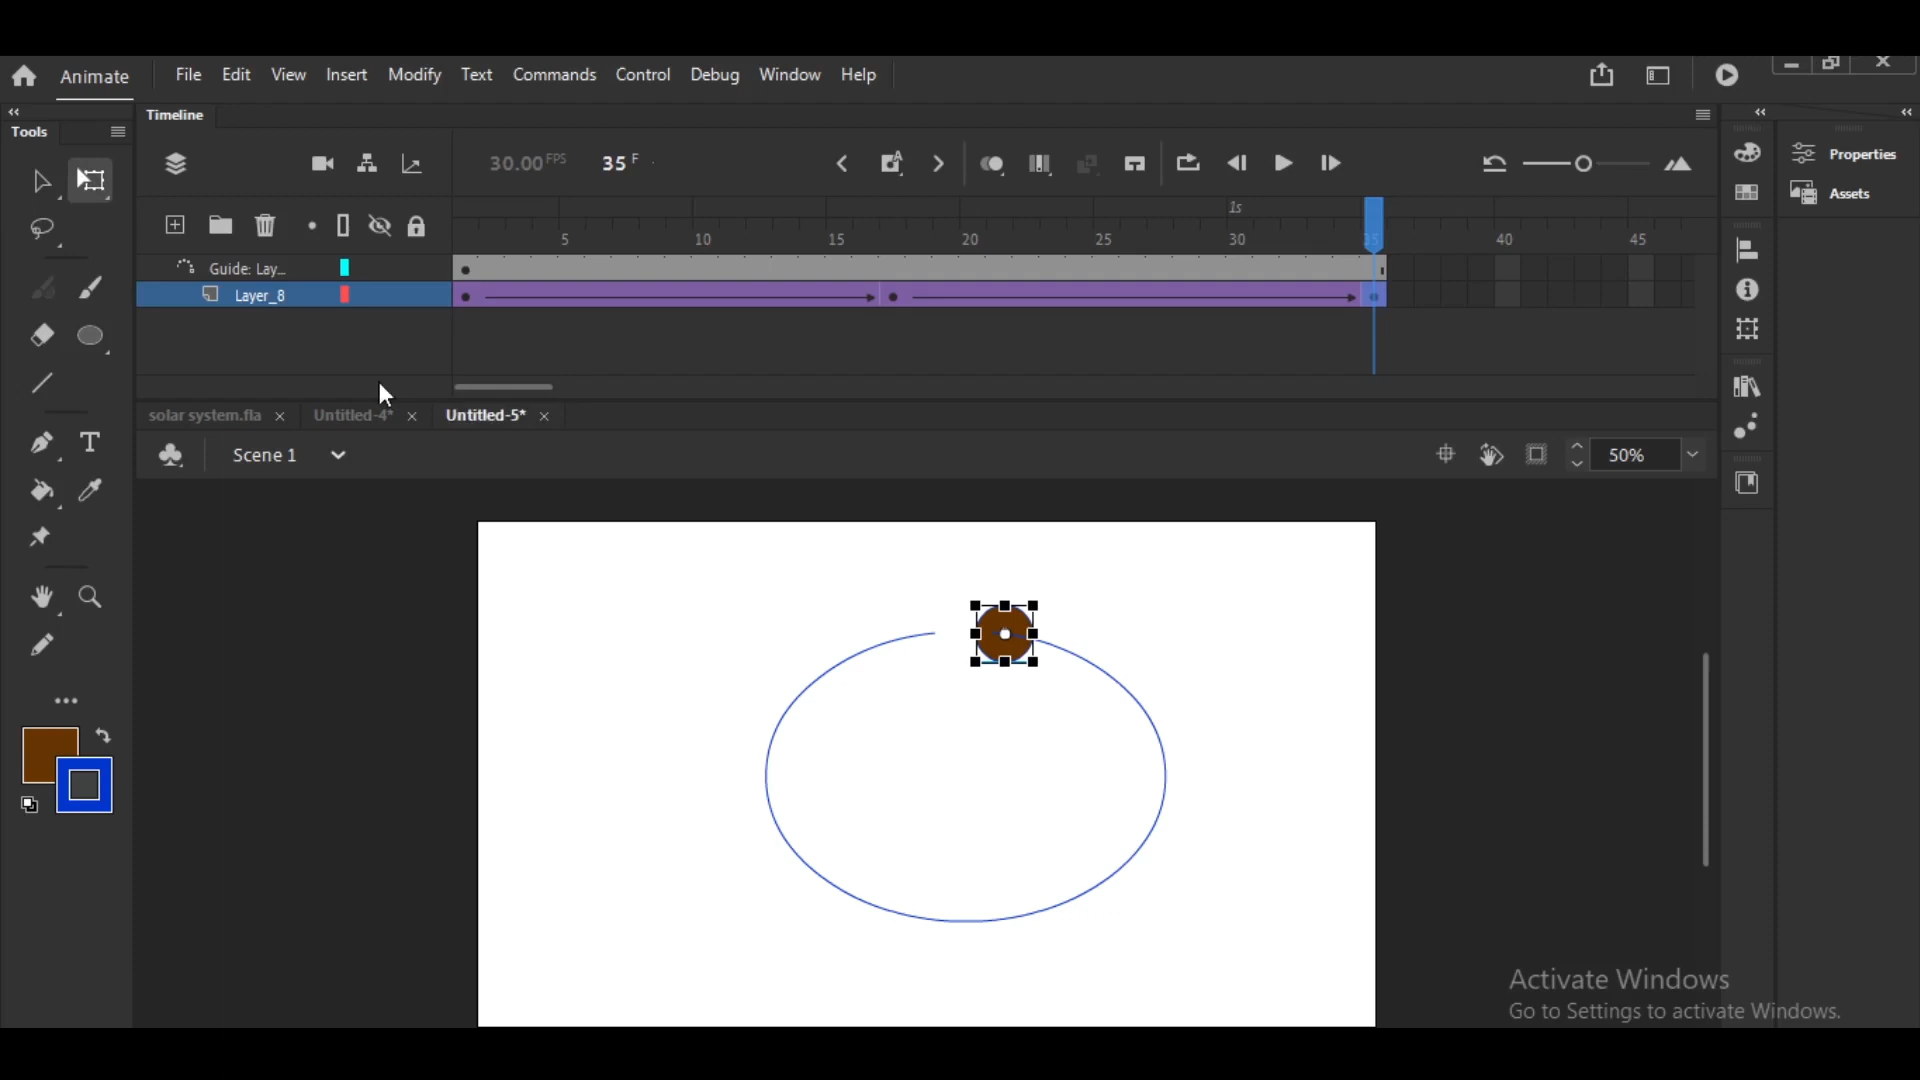 Animate File Edit View Insert Modify Text Commands Control Debug Window Help
Tools
Timeline
30.00 FPS 35 F
Properties
Assets
1s
5 10 15 20 25 30 35 40 45
Guide: Lay...
Layer_8
solar system.fla Untitled-4* Untitled-5*
Scene 1 50%
T
Activate Windows
Go to Settings to activate Windows.